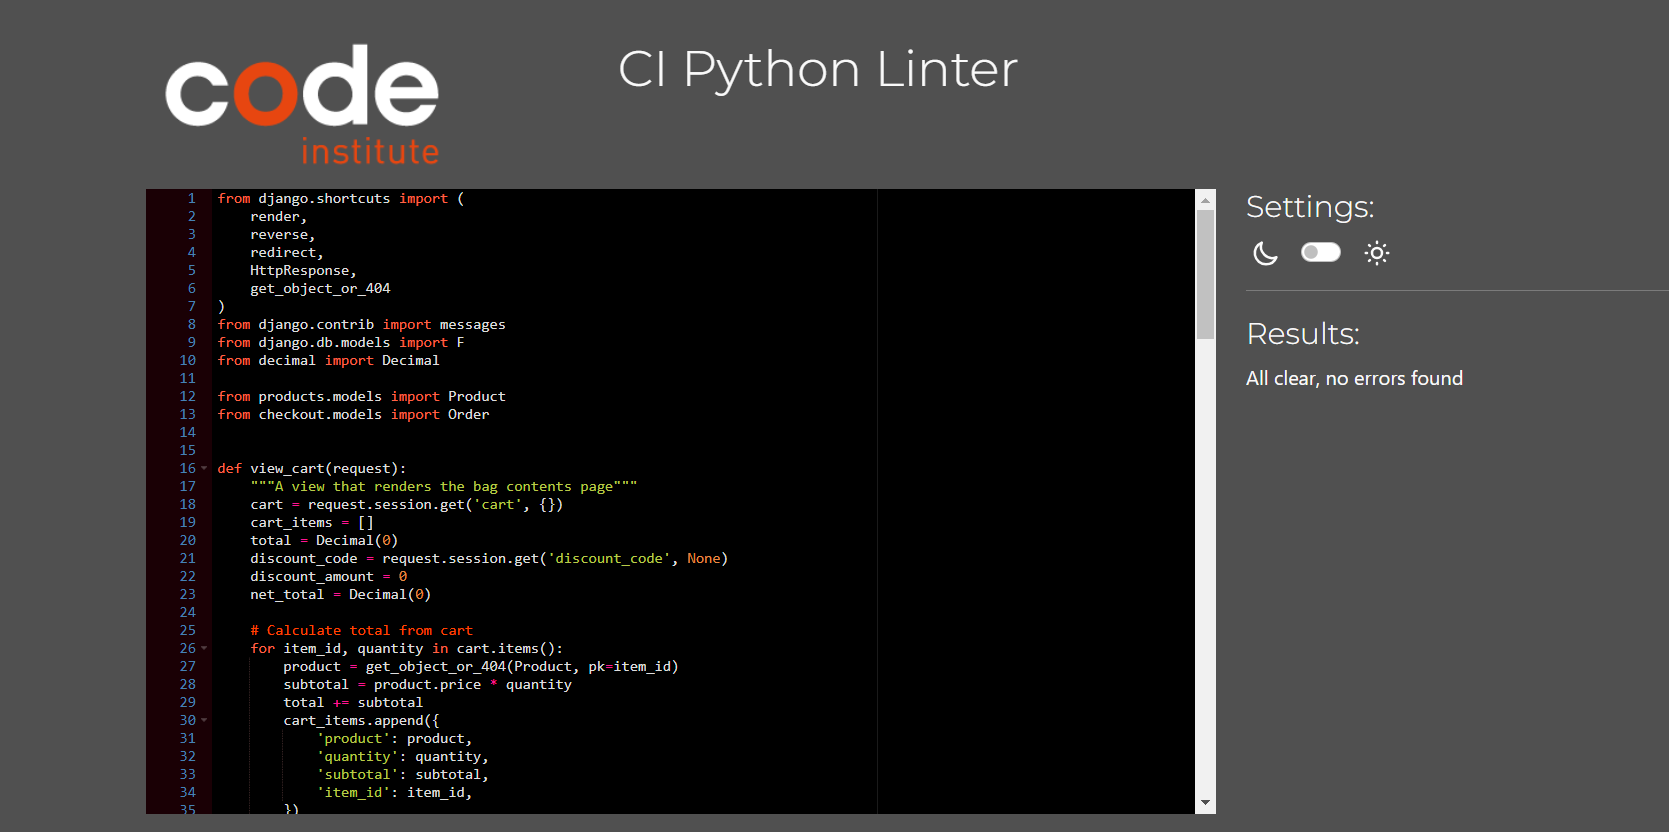 code
institute
CI Python Linter
1 from django.shortcuts import (
2     render,
3     reverse,
4     redirect,
5     HttpResponse,
6     get_object_or_404
7 )
8 from django.contrib import messages
9 from django.db.models import F
10 from decimal import Decimal
11
12 from products.models import Product
13 from checkout.models import Order
14
15
16 def view_cart(request):
17     """A view that renders the bag contents page"""
18     cart = request.session.get('cart', {})
19     cart_items = []
20     total = Decimal(0)
21     discount_code = request.session.get('discount_code', None)
22     discount_amount = 0
23     net_total = Decimal(0)
24
25     # Calculate total from cart
26     for item_id, quantity in cart.items():
27         product = get_object_or_404(Product, pk=item_id)
28         subtotal = product.price * quantity
29         total += subtotal
30         cart_items.append({
31             'product': product,
32             'quantity': quantity,
33             'subtotal': subtotal,
34             'item_id': item_id,
35         })
Settings:
Results:
All clear, no errors found